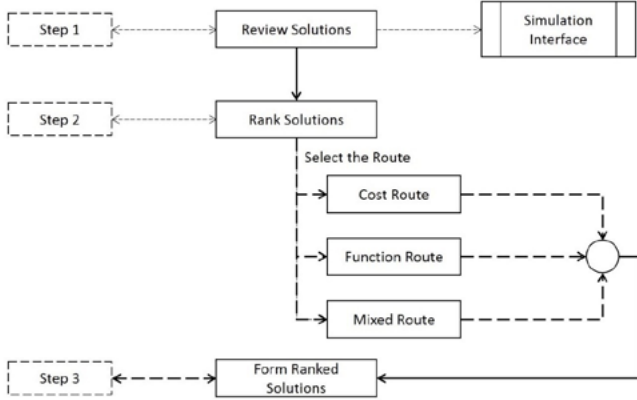 Step 1
Review Solutions
Simulation
Interface
Step 2
Rank Solutions
Select the Route
Cost Route
Function Route
Mixed Route
Step 3
Form Ranked
Solutions